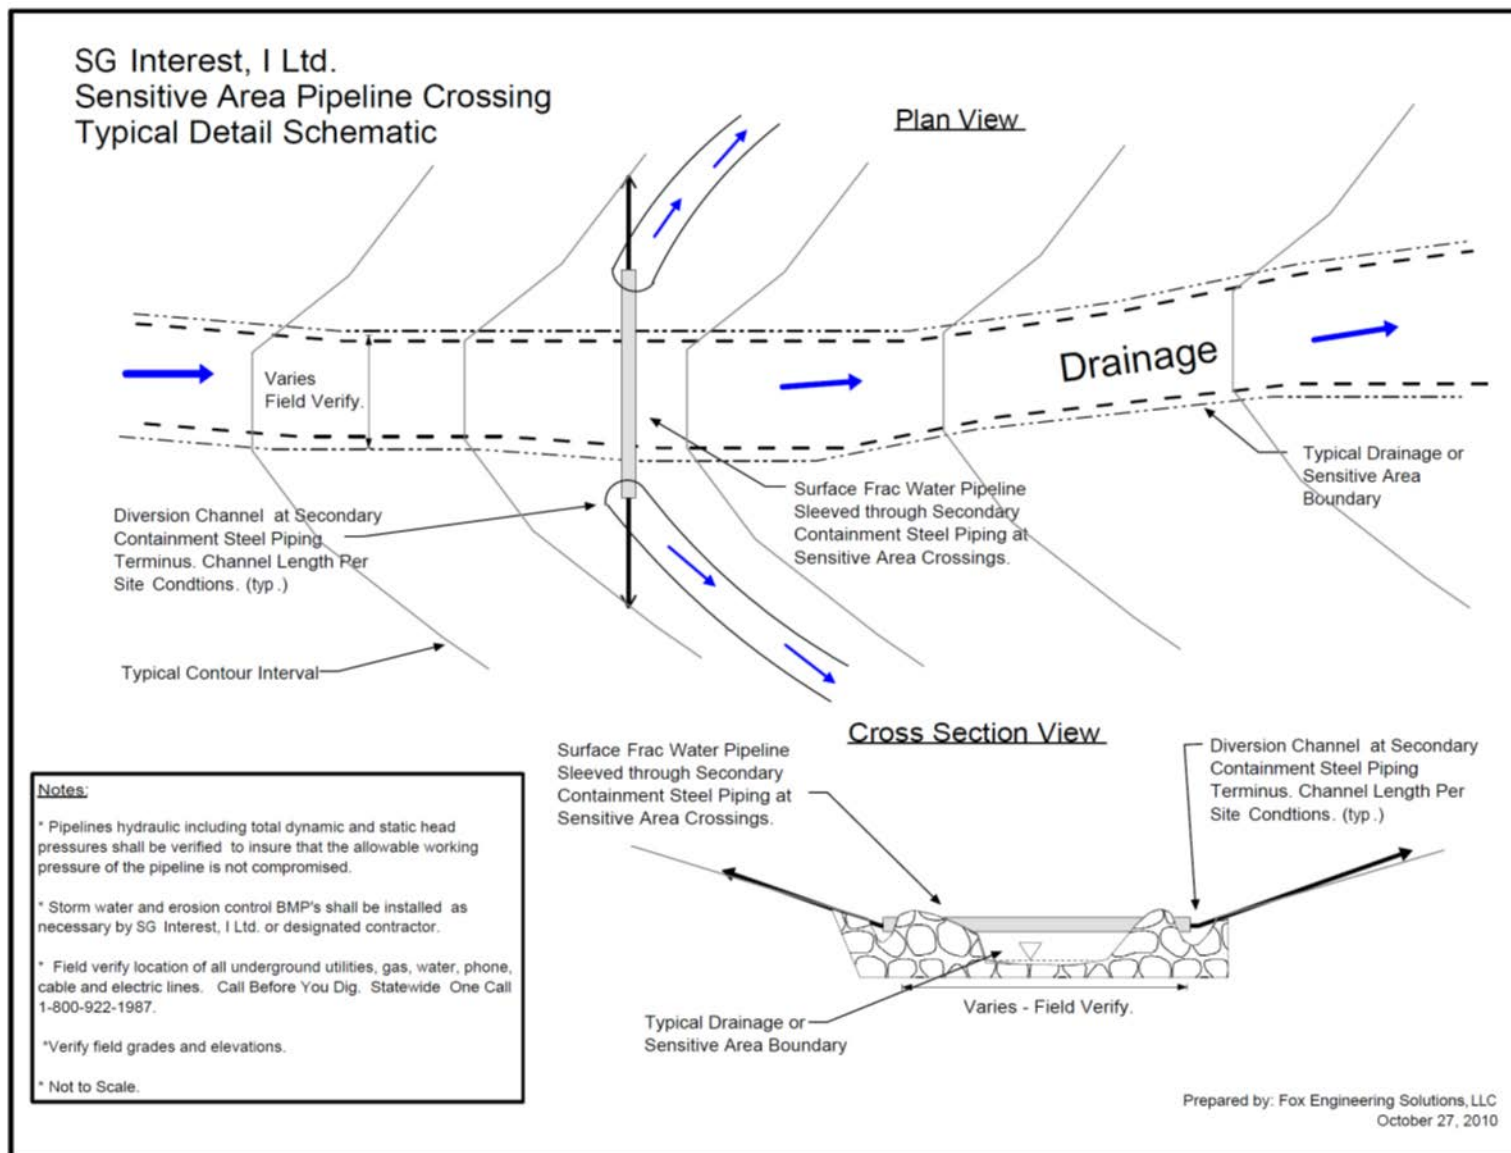 SG Interest, I Ltd.
Sensitive Area Pipeline Crossing
Typical Detail Schematic
Plan View
Varies
Field Verify.
Drainage
Typical Drainage or
Sensitive Area
Boundary
Surface Frac Water Pipeline
Sleeved through Secondary
Containment Steel Piping at
Sensitive Area Crossings.
Diversion Channel at Secondary
Containment Steel Piping
Terminus. Channel Length Per
Site Condtions. (typ.)
Typical Contour Interval
Cross Section View
Surface Frac Water Pipeline
Sleeved through Secondary
Containment Steel Piping at
Sensitive Area Crossings.
Diversion Channel at Secondary
Containment Steel Piping
Terminus. Channel Length Per
Site Condtions. (typ.)
Varies - Field Verify.
Typical Drainage or
Sensitive Area Boundary
Notes:
* Pipelines hydraulic including total dynamic and static head
pressures shall be verified to insure that the allowable working
pressure of the pipeline is not compromised.
* Storm water and erosion control BMP's shall be installed as
necessary by SG Interest, I Ltd. or designated contractor.
* Field verify location of all underground utilities, gas, water, phone,
cable and electric lines. Call Before You Dig. Statewide One Call
1-800-922-1987.
*Verify field grades and elevations.
* Not to Scale.
Prepared by: Fox Engineering Solutions, LLC
October 27, 2010